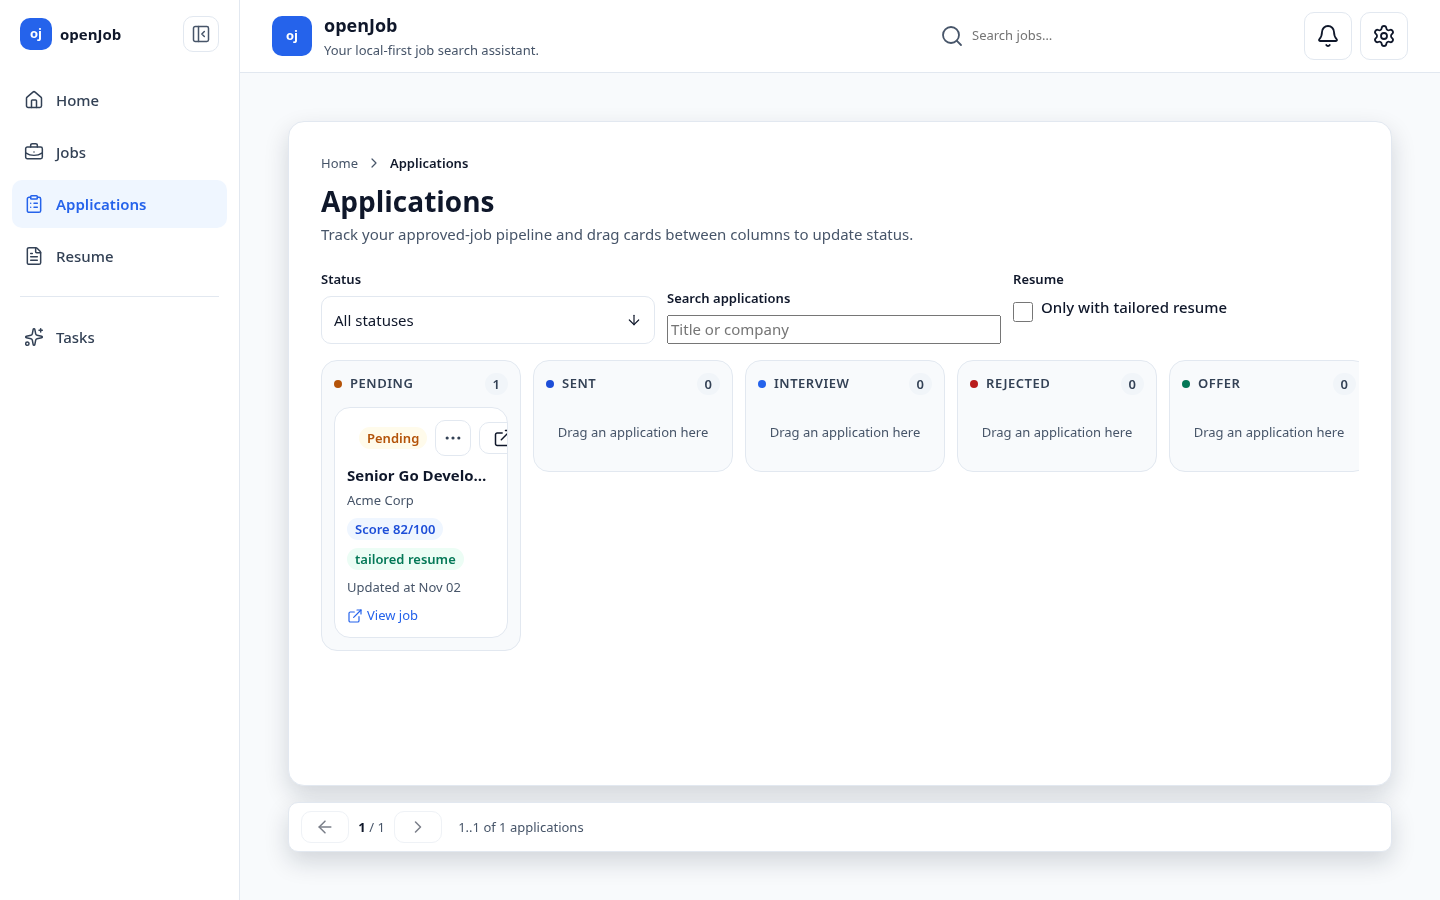 oj openJob
Home
Jobs
Applications
Resume
Tasks
oj openJob
Your local-first job search assistant.
Search jobs...
Home > Applications
Applications
Track your approved-job pipeline and drag cards between columns to update status.
Status
All statuses
Search applications
Title or company
Resume
Only with tailored resume
PENDING 1
Pending
Senior Go Develo...
Acme Corp
Score 82/100
tailored resume
Updated at Nov 02
View job
SENT 0
Drag an application here
INTERVIEW 0
Drag an application here
REJECTED 0
Drag an application here
OFFER 0
Drag an application here
1 / 1
1..1 of 1 applications